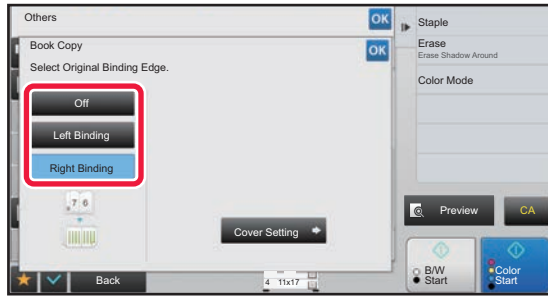 Others
OK
Book Copy
OK
Select Original Binding Edge.
Off
Left Binding
Right Binding
7 6
Cover Setting
Back
4 11x17
Staple
Erase
Erase Shadow Around
Color Mode
Preview
CA
B/W
Start
Color
Start